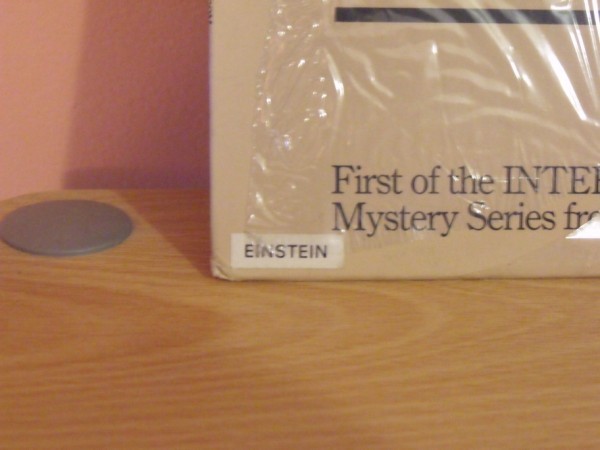 First of the INTE
Mystery Series fr
EINSTEIN